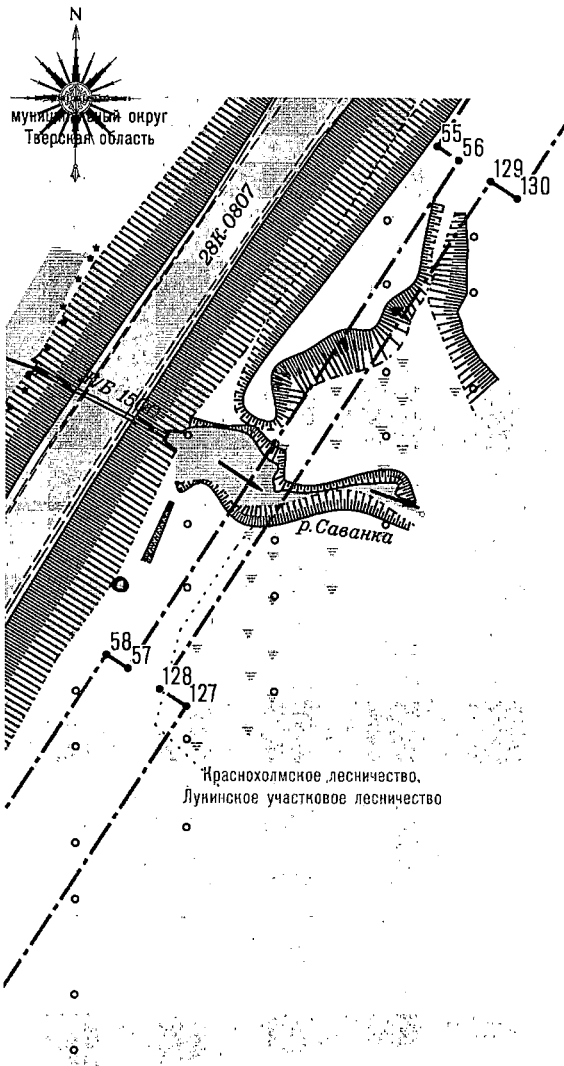 N
муниципальный округ
Тверская область
55
56
129
130
28К-0807
р.Саванка
58
57
128
127
Краснохолмское лесничество,
Лукинское участковое лесничество